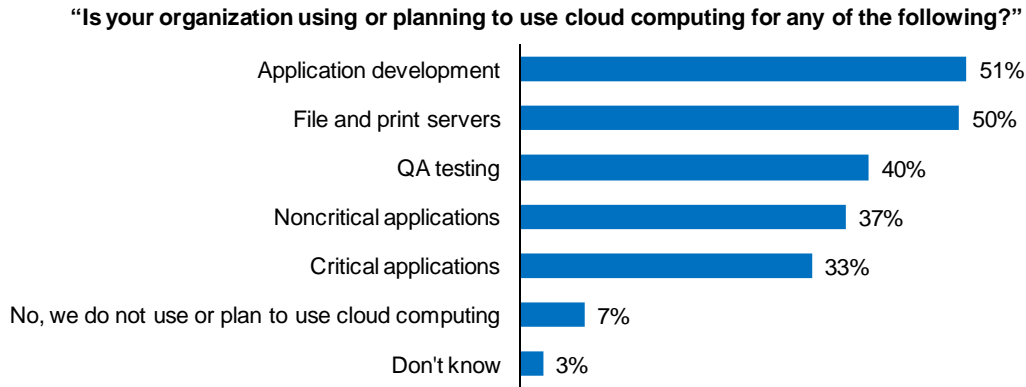 “Is your organization using or planning to use cloud computing for any of the following?”
Application development 51%
File and print servers 50%
QA testing 40%
Noncritical applications 37%
Critical applications 33%
No, we do not use or plan to use cloud computing 7%
Don't know 3%